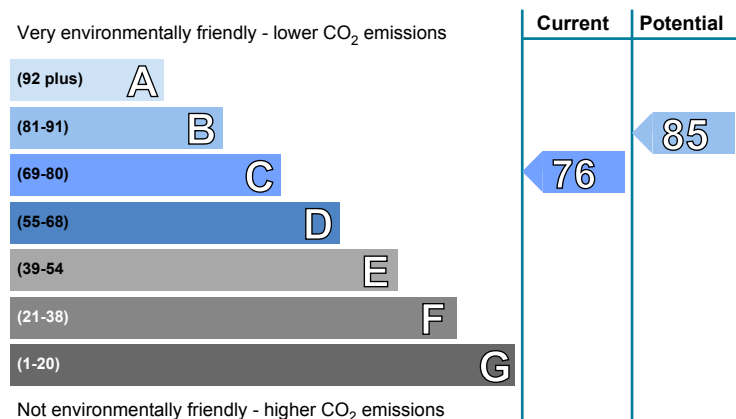 Very environmentally friendly - lower CO2 emissions
Current
Potential
(92 plus) A
(81-91) B
(69-80) C
(55-68) D
(39-54 E
(21-38) F
(1-20) G
76
85
Not environmentally friendly - higher CO2 emissions